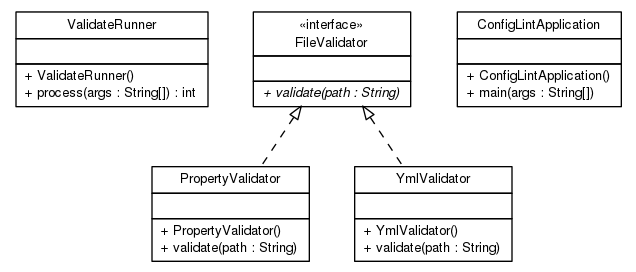 ValidateRunner
+ ValidateRunner()
+ process(args : String[]) : int
«interface»
FileValidator
+ validate(path : String)
ConfigLintApplication
+ ConfigLintApplication()
+ main(args : String[])
PropertyValidator
+ PropertyValidator()
+ validate(path : String)
YmlValidator
+ YmlValidator()
+ validate(path : String)